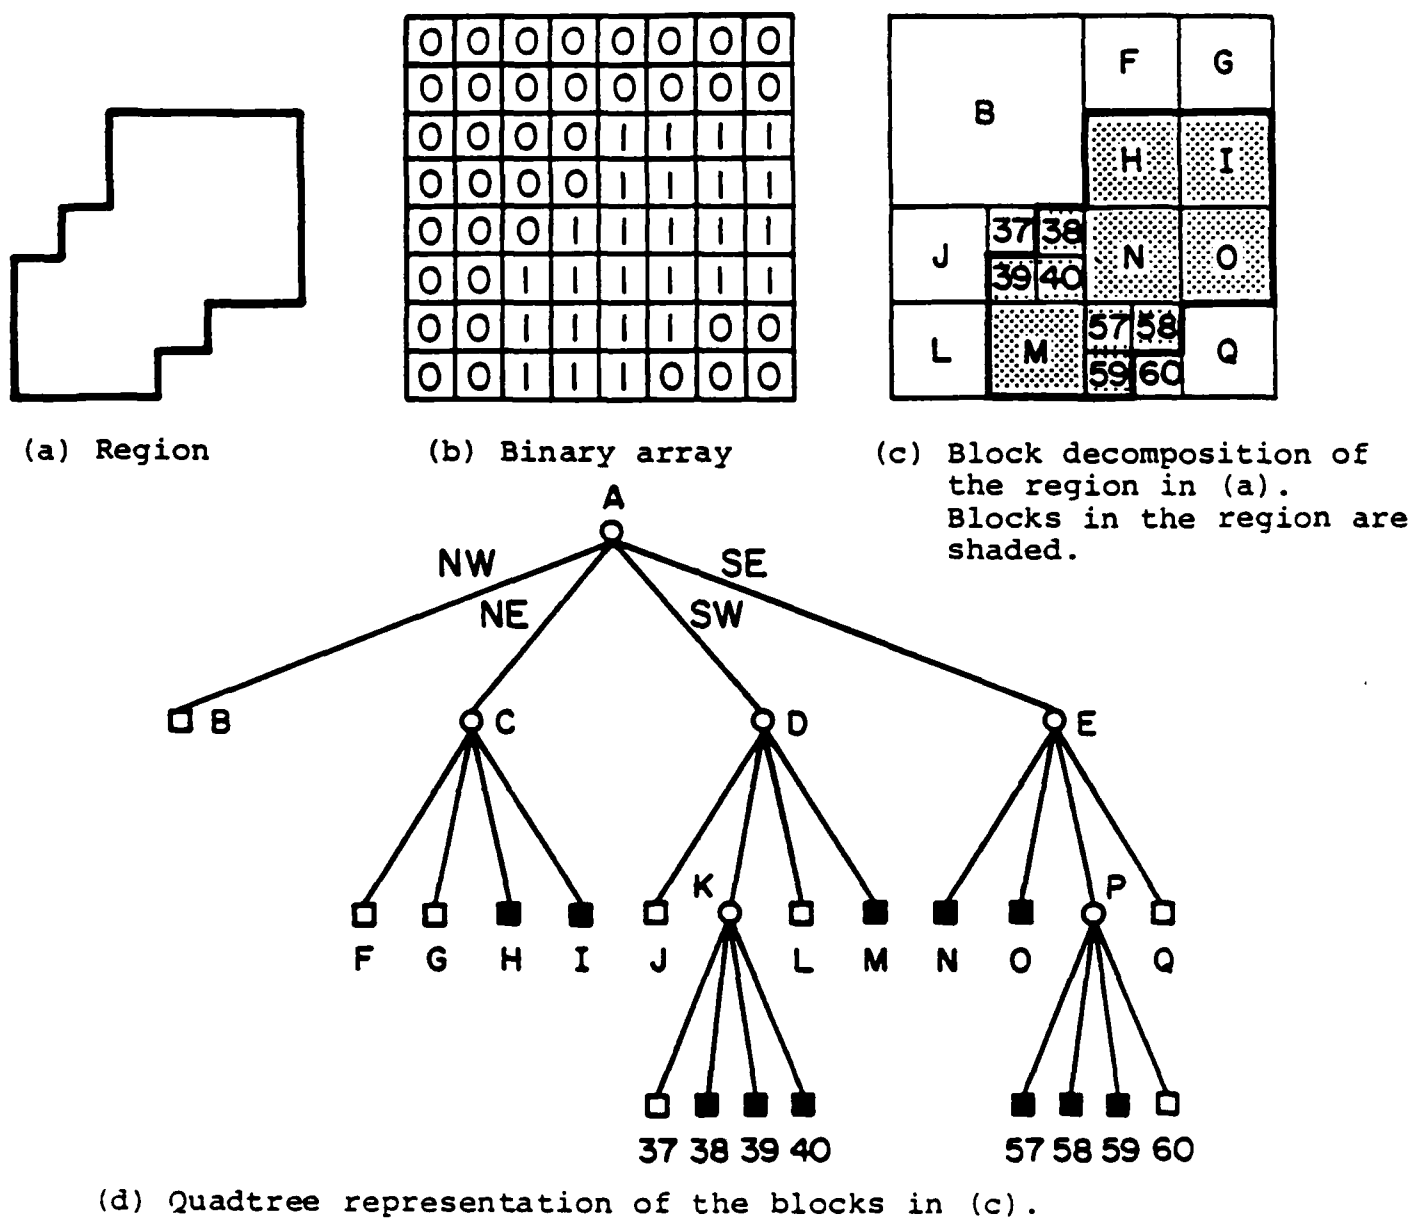 0 0 0 0 0 0 0 0
0 0 0 0 0 0 0 0
0 0 0 0 1 1 1 1
0 0 0 0 1 1 1 1
0 0 0 1 1 1 1 1
0 0 1 1 1 1 1 1
0 0 1 1 1 1 0 0
0 0 1 1 1 0 0 0
F G
B
H I
37 38
J N O
39 40
57 58
L M Q
59 60
(a) Region
(b) Binary array
(c) Block decomposition of
the region in (a).
Blocks in the region are
shaded.
A
NW SE
NE SW
B C D E
K P
F G H I J L M N O Q
37 38 39 40 57 58 59 60
(d) Quadtree representation of the blocks in (c).